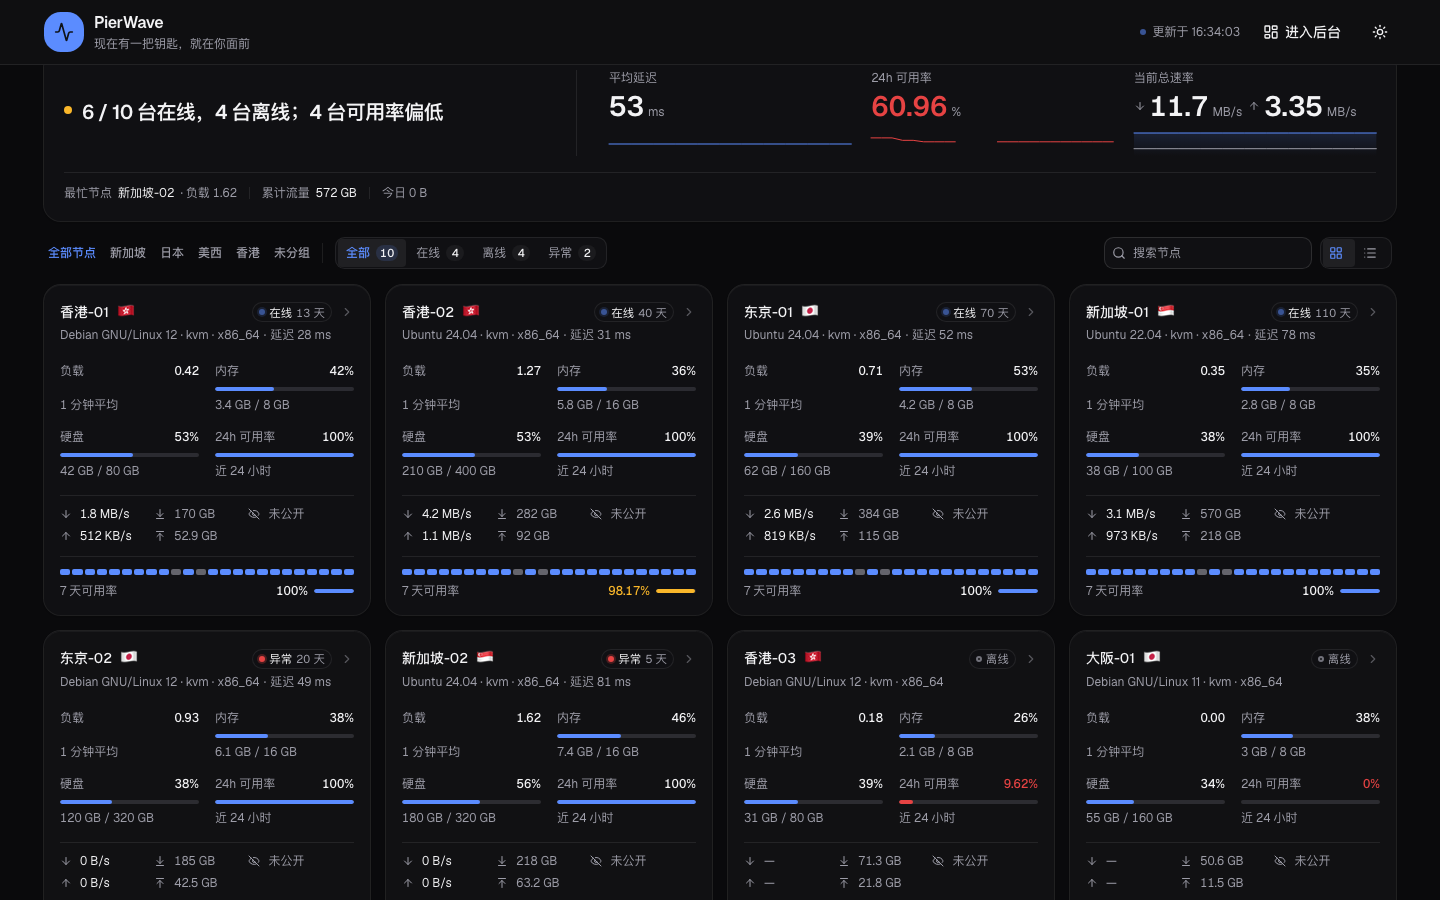 PierWave
现在有一把钥匙，就在你面前
更新于 16:34:03
进入后台
6 / 10 台在线，4 台离线；4 台可用率偏低
平均延迟
53 ms
24h 可用率
60.96 %
当前总速率
11.7 MB/s 3.35 MB/s
最忙节点 新加坡-02 · 负载 1.62 累计流量 572 GB 今日 0 B
全部节点 新加坡 日本 美西 香港 未分组 全部 10 在线 4 离线 4 异常 2 搜索节点
香港-01 在线 13 天
Debian GNU/Linux 12 · kvm · x86_64 · 延迟 28 ms
负载 0.42 内存 42%
1 分钟平均 3.4 GB / 8 GB
硬盘 53% 24h 可用率 100%
42 GB / 80 GB 近 24 小时
1.8 MB/s 170 GB 未公开
512 KB/s 52.9 GB
7 天可用率 100%
香港-02 在线 40 天
Ubuntu 24.04 · kvm · x86_64 · 延迟 31 ms
负载 1.27 内存 36%
1 分钟平均 5.8 GB / 16 GB
硬盘 53% 24h 可用率 100%
210 GB / 400 GB 近 24 小时
4.2 MB/s 282 GB 未公开
1.1 MB/s 92 GB
7 天可用率 98.17%
东京-01 在线 70 天
Ubuntu 24.04 · kvm · x86_64 · 延迟 52 ms
负载 0.71 内存 53%
1 分钟平均 4.2 GB / 8 GB
硬盘 39% 24h 可用率 100%
62 GB / 160 GB 近 24 小时
2.6 MB/s 384 GB 未公开
819 KB/s 115 GB
7 天可用率 100%
新加坡-01 在线 110 天
Ubuntu 22.04 · kvm · x86_64 · 延迟 78 ms
负载 0.35 内存 35%
1 分钟平均 2.8 GB / 8 GB
硬盘 38% 24h 可用率 100%
38 GB / 100 GB 近 24 小时
3.1 MB/s 570 GB 未公开
973 KB/s 218 GB
7 天可用率 100%
东京-02 异常 20 天
Debian GNU/Linux 12 · kvm · x86_64 · 延迟 49 ms
负载 0.93 内存 38%
1 分钟平均 6.1 GB / 16 GB
硬盘 38% 24h 可用率 100%
120 GB / 320 GB 近 24 小时
0 B/s 185 GB 未公开
0 B/s 42.5 GB
新加坡-02 异常 5 天
Ubuntu 24.04 · kvm · x86_64 · 延迟 81 ms
负载 1.62 内存 46%
1 分钟平均 7.4 GB / 16 GB
硬盘 56% 24h 可用率 100%
180 GB / 320 GB 近 24 小时
0 B/s 218 GB 未公开
0 B/s 63.2 GB
香港-03 离线
Debian GNU/Linux 12 · kvm · x86_64
负载 0.18 内存 26%
1 分钟平均 2.1 GB / 8 GB
硬盘 39% 24h 可用率 9.62%
31 GB / 80 GB 近 24 小时
— 71.3 GB 未公开
— 21.8 GB
大阪-01 离线
Debian GNU/Linux 11 · kvm · x86_64
负载 0.00 内存 38%
1 分钟平均 3 GB / 8 GB
硬盘 34% 24h 可用率 0%
55 GB / 160 GB 近 24 小时
— 50.6 GB 未公开
— 11.5 GB